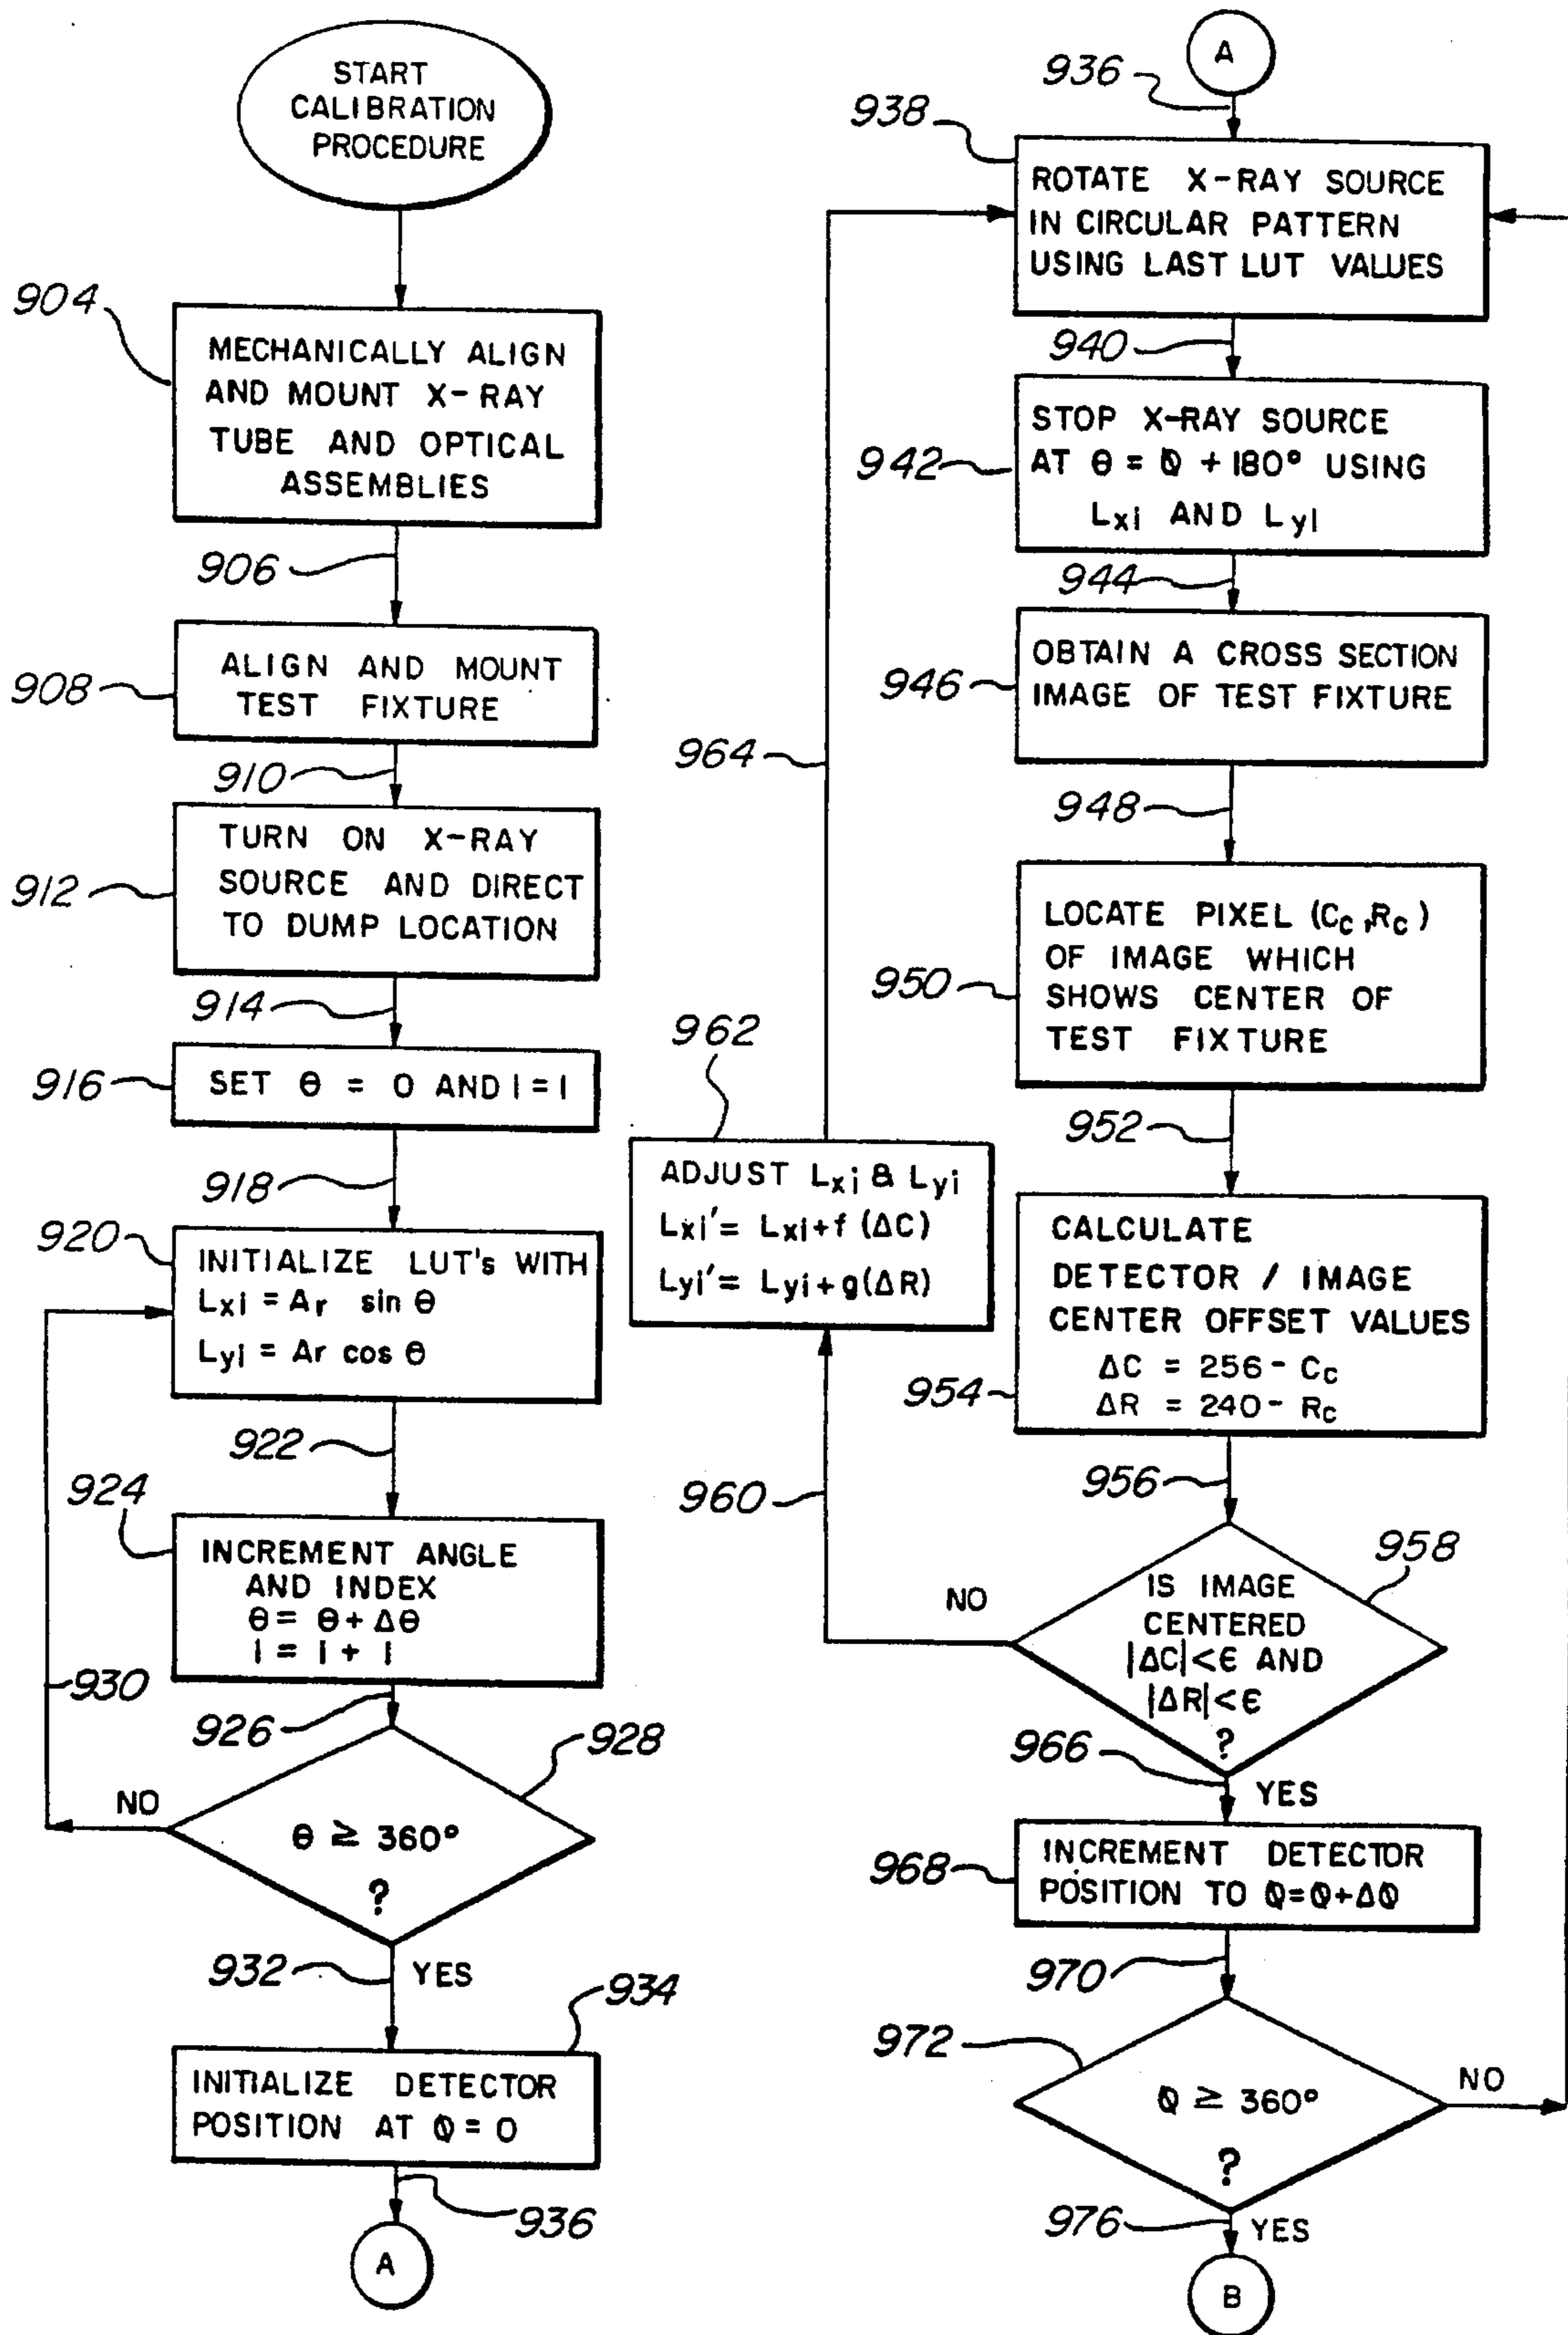 START
CALIBRATION
PROCEDURE
904
MECHANICALLY ALIGN
AND MOUNT X-RAY
TUBE AND OPTICAL
ASSEMBLIES
906
908
ALIGN AND MOUNT
TEST FIXTURE
910
912
TURN ON X-RAY
SOURCE AND DIRECT
TO DUMP LOCATION
914
916
SET θ = 0 AND I = I
918
920
INITIALIZE LUT's WITH
Lxi = Ar sin θ
Lyi = Ar cos θ
922
924
INCREMENT ANGLE
AND INDEX
θ = θ + Δθ
I = I + I
926
928
930
NO
θ ≥ 360°
?
932
YES
934
INITIALIZE DETECTOR
POSITION AT Φ = 0
936
A
A
936
938
ROTATE X-RAY SOURCE
IN CIRCULAR PATTERN
USING LAST LUT VALUES
940
942
STOP X-RAY SOURCE
AT θ = Φ + 180° USING
Lxi AND Lyi
944
946
OBTAIN A CROSS SECTION
IMAGE OF TEST FIXTURE
948
950
LOCATE PIXEL (Cc, Rc)
OF IMAGE WHICH
SHOWS CENTER OF
TEST FIXTURE
952
954
CALCULATE
DETECTOR / IMAGE
CENTER OFFSET VALUES
ΔC = 256 - Cc
ΔR = 240 - Rc
956
958
IS IMAGE
CENTERED
|ΔC| < ϵ AND
|ΔR| < ϵ
?
NO
960
962
ADJUST Lxi & Lyi
Lxi' = Lxi + f (ΔC)
Lyi' = Lyi + g(ΔR)
964
966
YES
968
INCREMENT DETECTOR
POSITION TO Φ = Φ + ΔΦ
970
972
Φ ≥ 360°
?
NO
976
YES
B